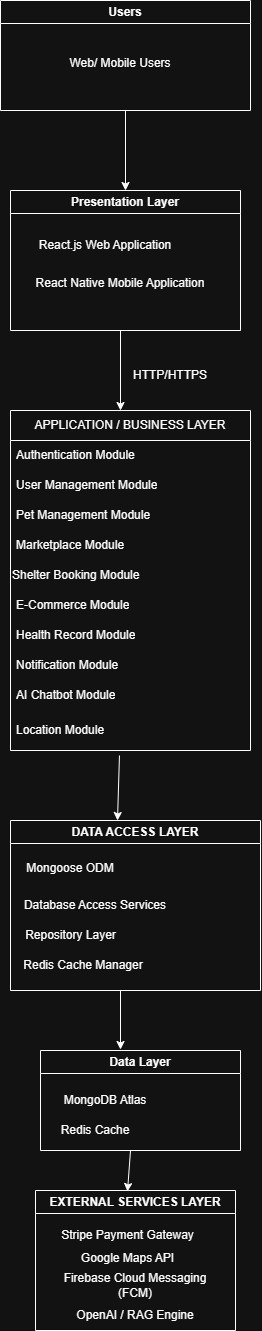 Users
Web/ Mobile Users
Presentation Layer
React.js Web Application
React Native Mobile Application
HTTP/HTTPS
APPLICATION / BUSINESS LAYER
Authentication Module
User Management Module
Pet Management Module
Marketplace Module
Shelter Booking Module
E-Commerce Module
Health Record Module
Notification Module
AI Chatbot Module
Location Module
DATA ACCESS LAYER
Mongoose ODM
Database Access Services
Repository Layer
Redis Cache Manager
Data Layer
MongoDB Atlas
Redis Cache
EXTERNAL SERVICES LAYER
Stripe Payment Gateway
Google Maps API
Firebase Cloud Messaging
(FCM)
OpenAI / RAG Engine